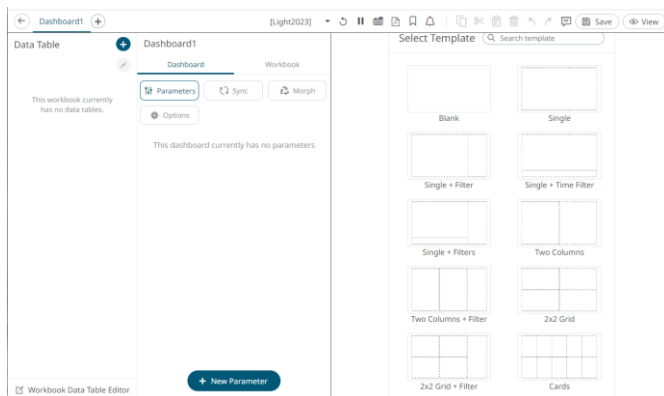 Dashboard1
[Light2023]
Save
View
Data Table
This workbook currently
has no data tables.
Workbook Data Table Editor
Dashboard1
Dashboard
Workbook
Parameters
Sync
Morph
Options
This dashboard currently has no parameters
+ New Parameter
Select Template
Search template
Blank
Single
Single + Filter
Single + Time Filter
Single + Filters
Two Columns
Two Columns + Filter
2x2 Grid
2x2 Grid + Filter
Cards